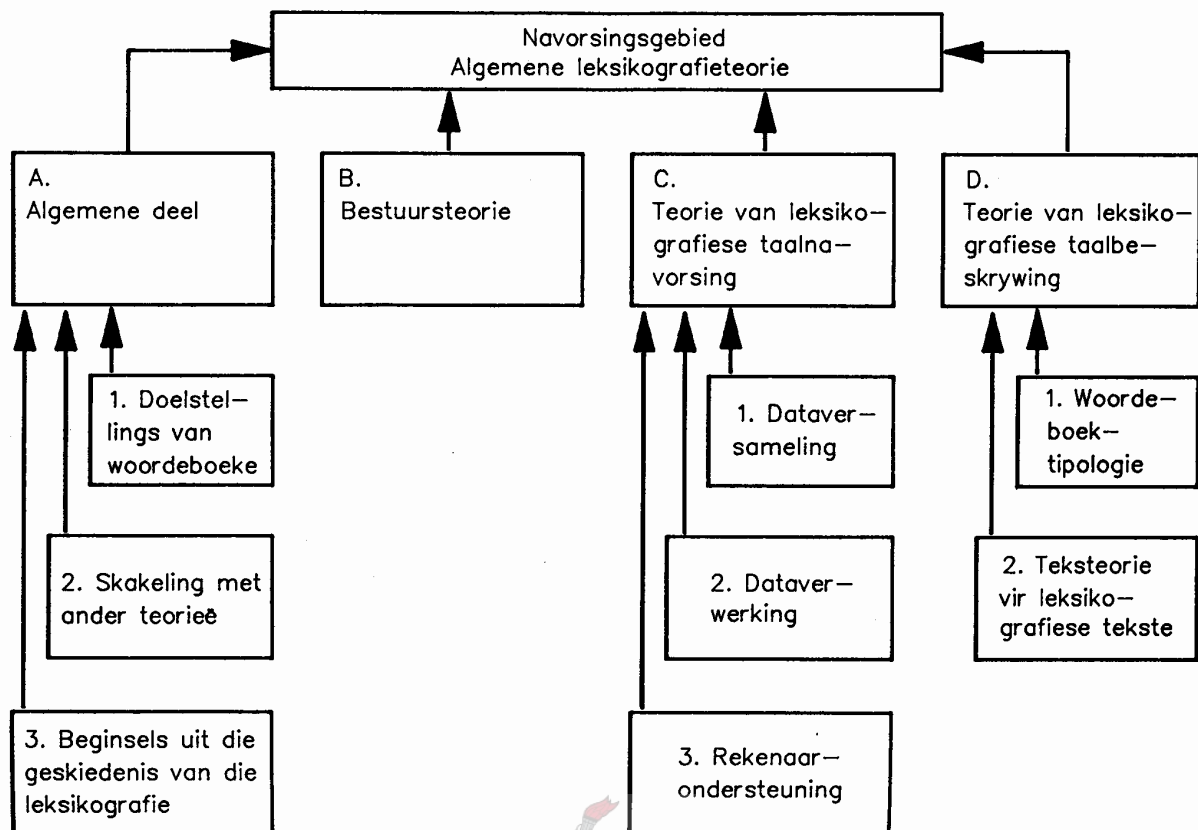 Navorsingsgebied
Algemene leksikografieteorie
A.
Algemene deel
B.
Bestuursteorie
C.
Teorie van leksiko–
grafiese taalna–
vorsing
D.
Teorie van leksiko–
grafiese taalbe–
skrywing
1. Doelstel–
lings van
woordeboeke
2. Skakeling met
ander teorieë
3. Beginsels uit die
geskiedenis van die
leksikografie
1. Dataver–
sameling
2. Dataver–
werking
3. Rekenaar–
ondersteuning
1. Woorde–
boek–
tipologie
2. Teksteorie
vir leksiko–
grafiese tekste